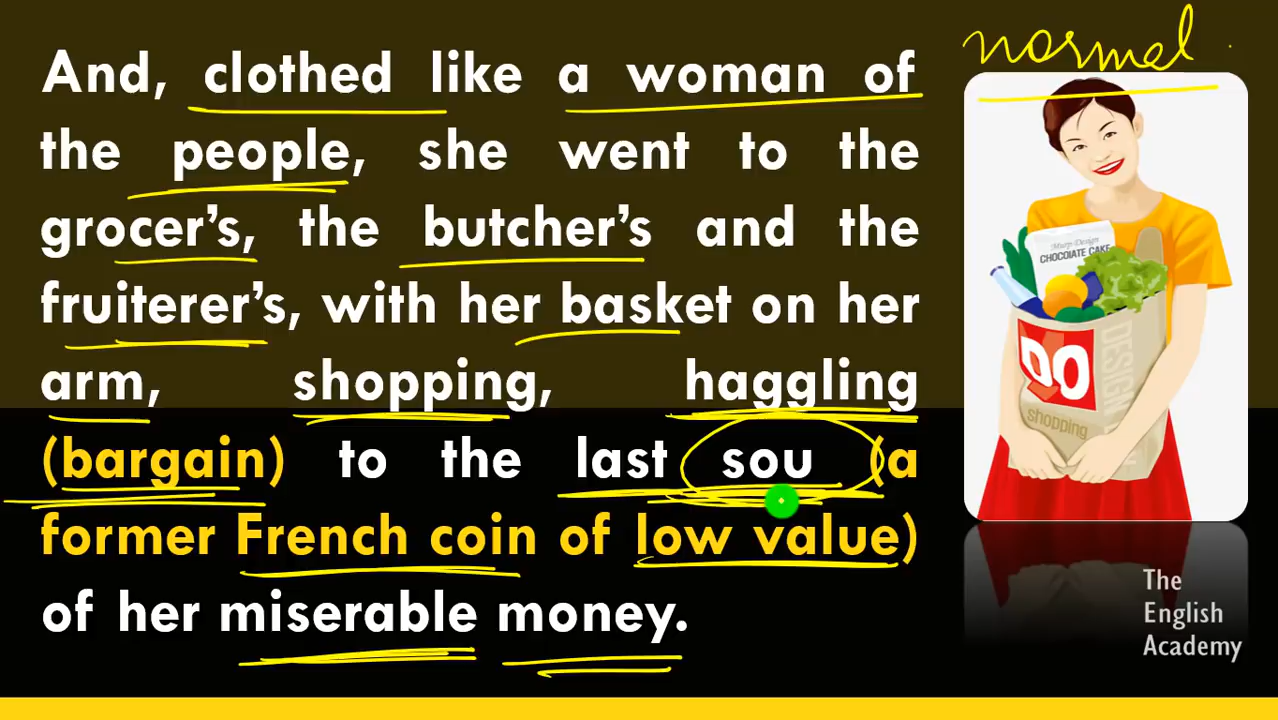 And, clothed like a woman of
the people, she went to the
grocer's, the butcher's and the
fruiterer's, with her basket on her
arm, shopping, haggling
(bargain) to the last sou (a
former French coin of low value)
of her miserable money.
normal
Murp-Design
CHOCOlATE CAKE
DO
DESIGN
shopping
The
English
Academy